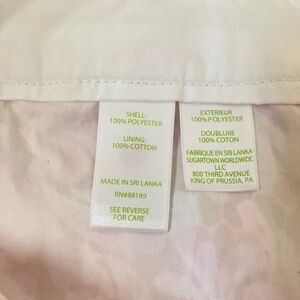 SHELL:
100% POLYESTER
LINING:
100% COTTON
MADE IN SRI LANKA
RN#88189
SEE REVERSE
FOR CARE
EXTERIEUR
100% POLYESTER
DOUBLURE
100% COTTON
FABRIQUE EN SRI LANKA
SUGARTOWN WORLDWIDE,
LLC
800 THIRD AVENUE
KING OF PRUSSIA, PA